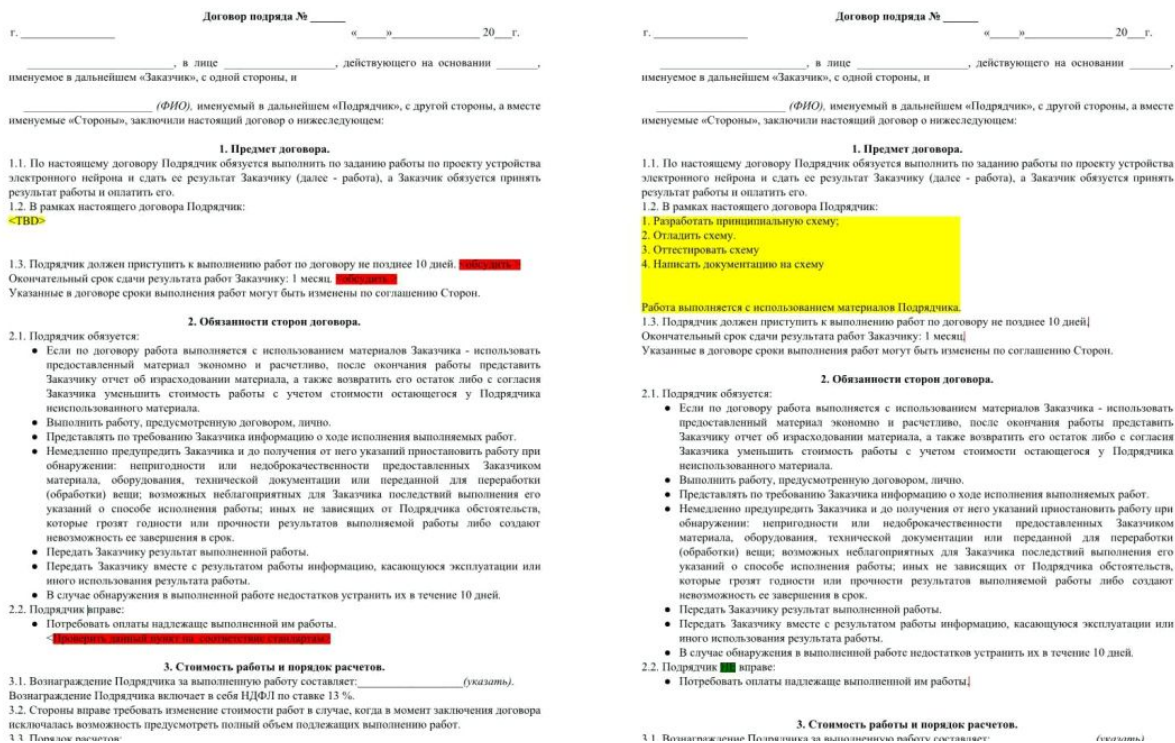 Договор подряда № ______
г. ________________ «_____»________________ 20___г.
_________________________, в лице ___________________, действующего на основании _______,
именуемое в дальнейшем «Заказчик», с одной стороны, и
______________________ (ФИО), именуемый в дальнейшем «Подрядчик», с другой стороны, а вместе
именуемые «Стороны», заключили настоящий договор о нижеследующем:
1. Предмет договора.
1.1. По настоящему договору Подрядчик обязуется выполнить по заданию работы по проекту устройства
электронного нейрона и сдать ее результат Заказчику (далее - работа), а Заказчик обязуется принять
результат работы и оплатить его.
1.2. В рамках настоящего договора Подрядчик:
<TBD>
1.3. Подрядчик должен приступить к выполнению работ по договору не позднее 10 дней. <обсудить >
Окончательный срок сдачи результата работ Заказчику: 1 месяц. <обсудить >
Указанные в договоре сроки выполнения работ могут быть изменены по соглашению Сторон.
2. Обязанности сторон договора.
2.1. Подрядчик обязуется:
● Если по договору работа выполняется с использованием материалов Заказчика - использовать
предоставленный материал экономно и расчетливо, после окончания работы представить
Заказчику отчет об израсходовании материала, а также возвратить его остаток либо с согласия
Заказчика уменьшить стоимость работы с учетом стоимости остающегося у Подрядчика
неиспользованного материала.
● Выполнить работу, предусмотренную договором, лично.
● Представлять по требованию Заказчика информацию о ходе исполнения выполняемых работ.
● Немедленно предупредить Заказчика и до получения от него указаний приостановить работу при
обнаружении: непригодности или недоброкачественности предоставленных Заказчиком
материала, оборудования, технической документации или переданной для переработки
(обработки) вещи; возможных неблагоприятных для Заказчика последствий выполнения его
указаний о способе исполнения работы; иных не зависящих от Подрядчика обстоятельств,
которые грозят годности или прочности результатов выполняемой работы либо создают
невозможность ее завершения в срок.
● Передать Заказчику результат выполненной работы.
● Передать Заказчику вместе с результатом работы информацию, касающуюся эксплуатации или
иного использования результата работы.
● В случае обнаружения в выполненной работе недостатков устранить их в течение 10 дней.
2.2. Подрядчик вправе:
● Потребовать оплаты надлежаще выполненной им работы.
<Проверить данный пункт на соответствие стандартам>
3. Стоимость работы и порядок расчетов.
3.1. Вознаграждение Подрядчика за выполненную работу составляет:__________________(указать).
Вознаграждение Подрядчика включает в себя НДФЛ по ставке 13 %.
3.2. Стороны вправе требовать изменение стоимости работ в случае, когда в момент заключения договора
исключалась возможность предусмотреть полный объем подлежащих выполнению работ.
3.3. Порядок расчетов:
Договор подряда № ______
г. ________________ «_____»________________ 20___г.
_________________________, в лице ___________________, действующего на основании _______,
именуемое в дальнейшем «Заказчик», с одной стороны, и
______________________ (ФИО), именуемый в дальнейшем «Подрядчик», с другой стороны, а вместе
именуемые «Стороны», заключили настоящий договор о нижеследующем:
1. Предмет договора.
1.1. По настоящему договору Подрядчик обязуется выполнить по заданию работы по проекту устройства
электронного нейрона и сдать ее результат Заказчику (далее - работа), а Заказчик обязуется принять
результат работы и оплатить его.
1.2. В рамках настоящего договора Подрядчик:
1. Разработать принципиальную схему;
2. Отладить схему.
3. Оттестировать схему
4. Написать документацию на схему
Работа выполняется с использованием материалов Подрядчика.
1.3. Подрядчик должен приступить к выполнению работ по договору не позднее 10 дней.
Окончательный срок сдачи результата работ Заказчику: 1 месяц
Указанные в договоре сроки выполнения работ могут быть изменены по соглашению Сторон.
2. Обязанности сторон договора.
2.1. Подрядчик обязуется:
● Если по договору работа выполняется с использованием материалов Заказчика - использовать
предоставленный материал экономно и расчетливо, после окончания работы представить
Заказчику отчет об израсходовании материала, а также возвратить его остаток либо с согласия
Заказчика уменьшить стоимость работы с учетом стоимости остающегося у Подрядчика
неиспользованного материала.
● Выполнить работу, предусмотренную договором, лично.
● Представлять по требованию Заказчика информацию о ходе исполнения выполняемых работ.
● Немедленно предупредить Заказчика и до получения от него указаний приостановить работу при
обнаружении: непригодности или недоброкачественности предоставленных Заказчиком
материала, оборудования, технической документации или переданной для переработки
(обработки) вещи; возможных неблагоприятных для Заказчика последствий выполнения его
указаний о способе исполнения работы; иных не зависящих от Подрядчика обстоятельств,
которые грозят годности или прочности результатов выполняемой работы либо создают
невозможность ее завершения в срок.
● Передать Заказчику результат выполненной работы.
● Передать Заказчику вместе с результатом работы информацию, касающуюся эксплуатации или
иного использования результата работы.
● В случае обнаружения в выполненной работе недостатков устранить их в течение 10 дней.
2.2. Подрядчик НЕ вправе:
● Потребовать оплаты надлежаще выполненной им работы.
3. Стоимость работы и порядок расчетов.
3.1. Вознаграждение Подрядчика за выполненную работу составляет:__________________(указать).